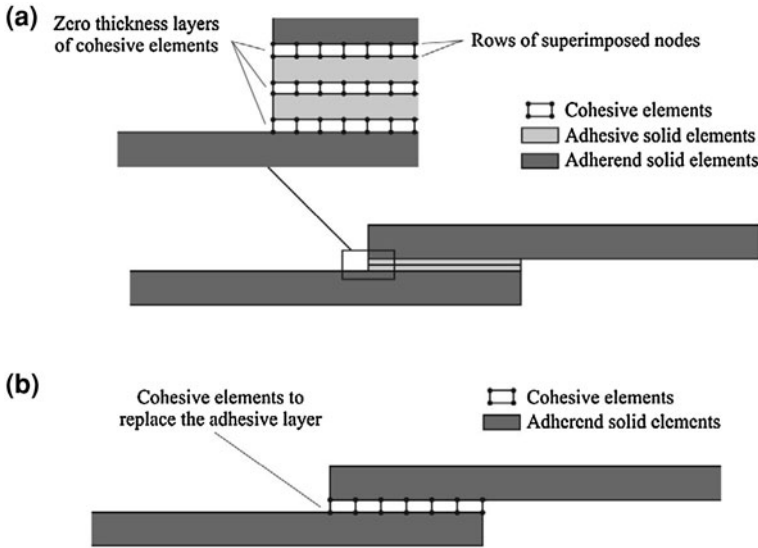 (a)
Zero thickness layers
of cohesive elements
Rows of superimposed nodes
Cohesive elements
Adhesive solid elements
Adherend solid elements
(b)
Cohesive elements to
replace the adhesive layer
Cohesive elements
Adherend solid elements